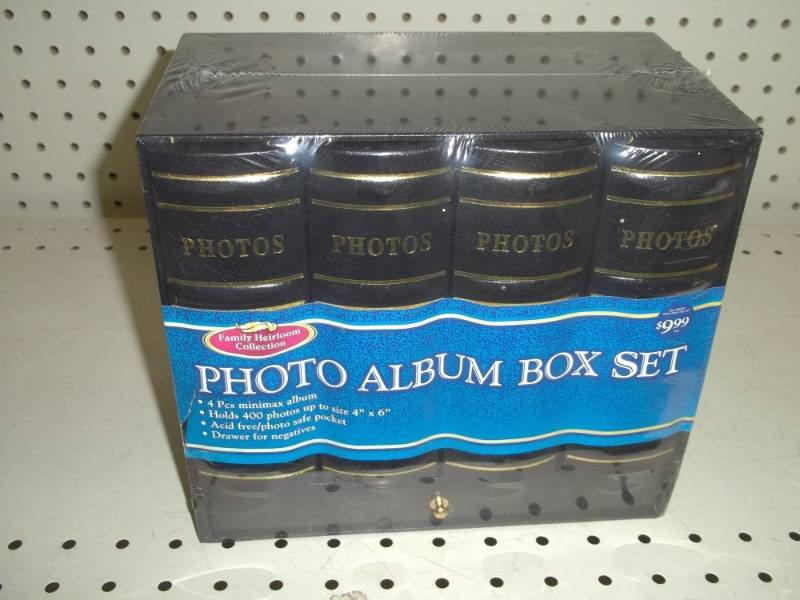 PHOTOS PHOTOS PHOTOS PHOTOS
$9.99
Family Heirloom
Collection
PHOTO ALBUM BOX SET
• 4 Pcs minimax album
• Holds 400 photos up to size 4" x 6"
• Acid free/photo safe pocket
• Drawer for negatives